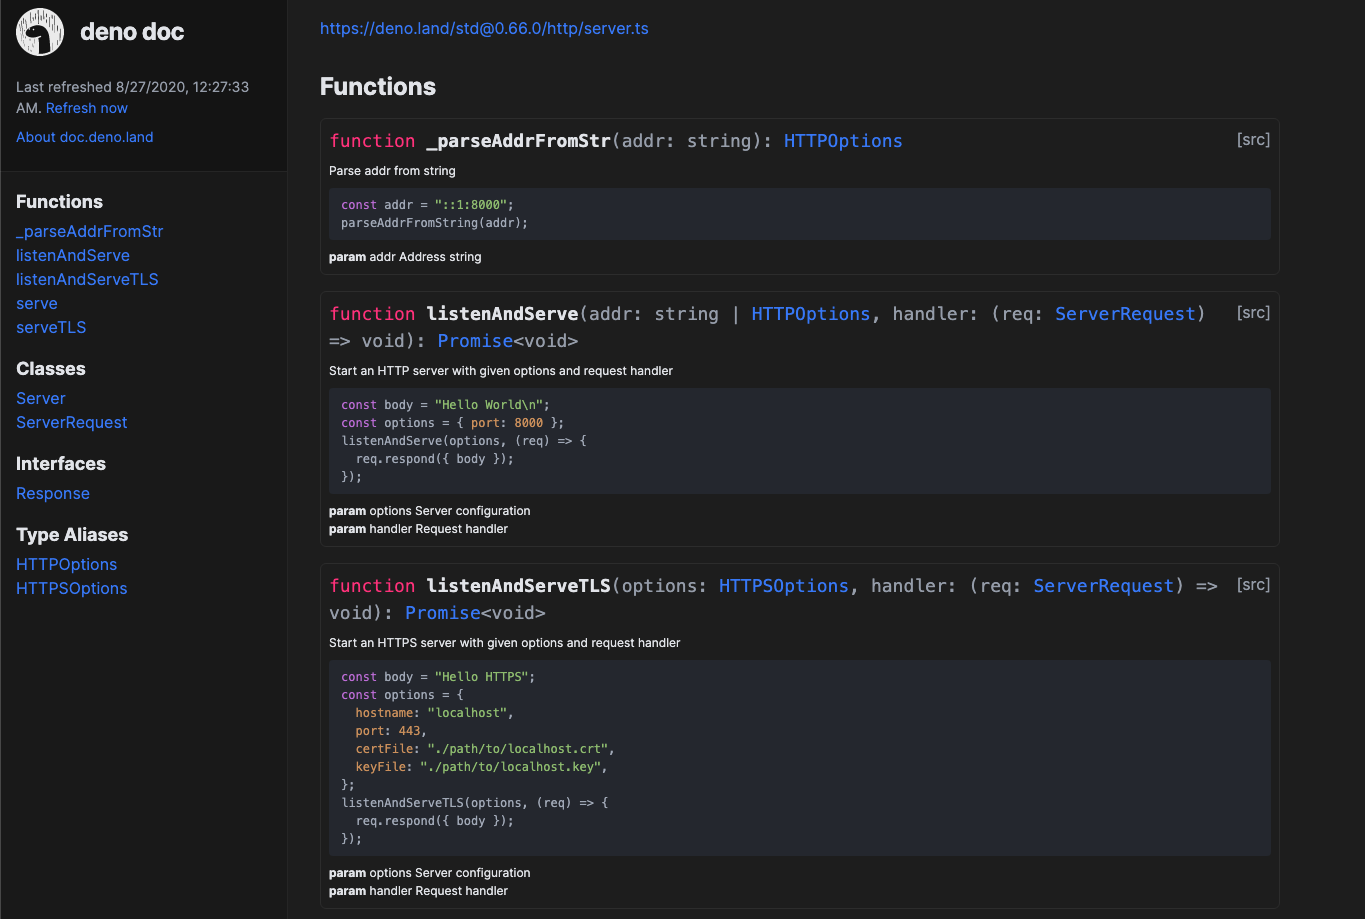 deno doc
Last refreshed 8/27/2020, 12:27:33
AM. Refresh now
About doc.deno.land
Functions
_parseAddrFromStr
listenAndServe
listenAndServeTLS
serve
serveTLS
Classes
Server
ServerRequest
Interfaces
Response
Type Aliases
HTTPOptions
HTTPSOptions
https://deno.land/std@0.66.0/http/server.ts
Functions
function _parseAddrFromStr(addr: string): HTTPOptions [src]
Parse addr from string
const addr = "::1:8000";
parseAddrFromString(addr);
param addr Address string
function listenAndServe(addr: string | HTTPOptions, handler: (req: ServerRequest) [src]
=> void): Promise<void>
Start an HTTP server with given options and request handler
const body = "Hello World\n";
const options = { port: 8000 };
listenAndServe(options, (req) => {
  req.respond({ body });
});
param options Server configuration
param handler Request handler
function listenAndServeTLS(options: HTTPSOptions, handler: (req: ServerRequest) => [src]
void): Promise<void>
Start an HTTPS server with given options and request handler
const body = "Hello HTTPS";
const options = {
  hostname: "localhost",
  port: 443,
  certFile: "./path/to/localhost.crt",
  keyFile: "./path/to/localhost.key",
};
listenAndServeTLS(options, (req) => {
  req.respond({ body });
});
param options Server configuration
param handler Request handler